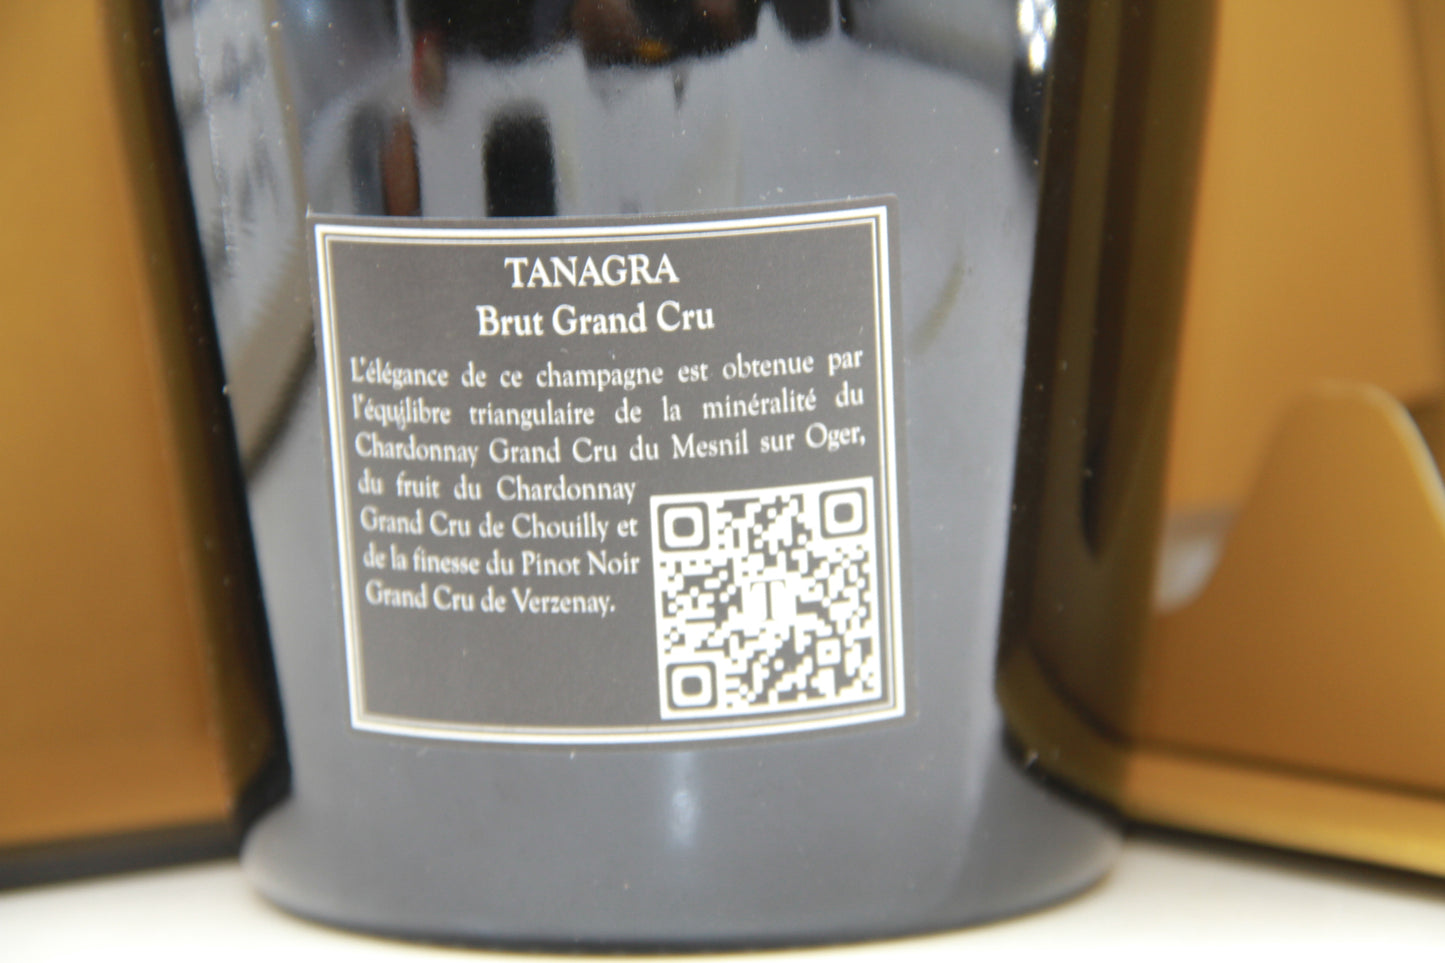 TANAGRA
Brut Grand Cru
L'élégance de ce champagne est obtenue par
l'équilibre triangulaire de la minéralité du
Chardonnay Grand Cru du Mesnil sur Oger,
du fruit du Chardonnay
Grand Cru de Chouilly et
de la finesse du Pinot Noir
Grand Cru de Verzenay.
T